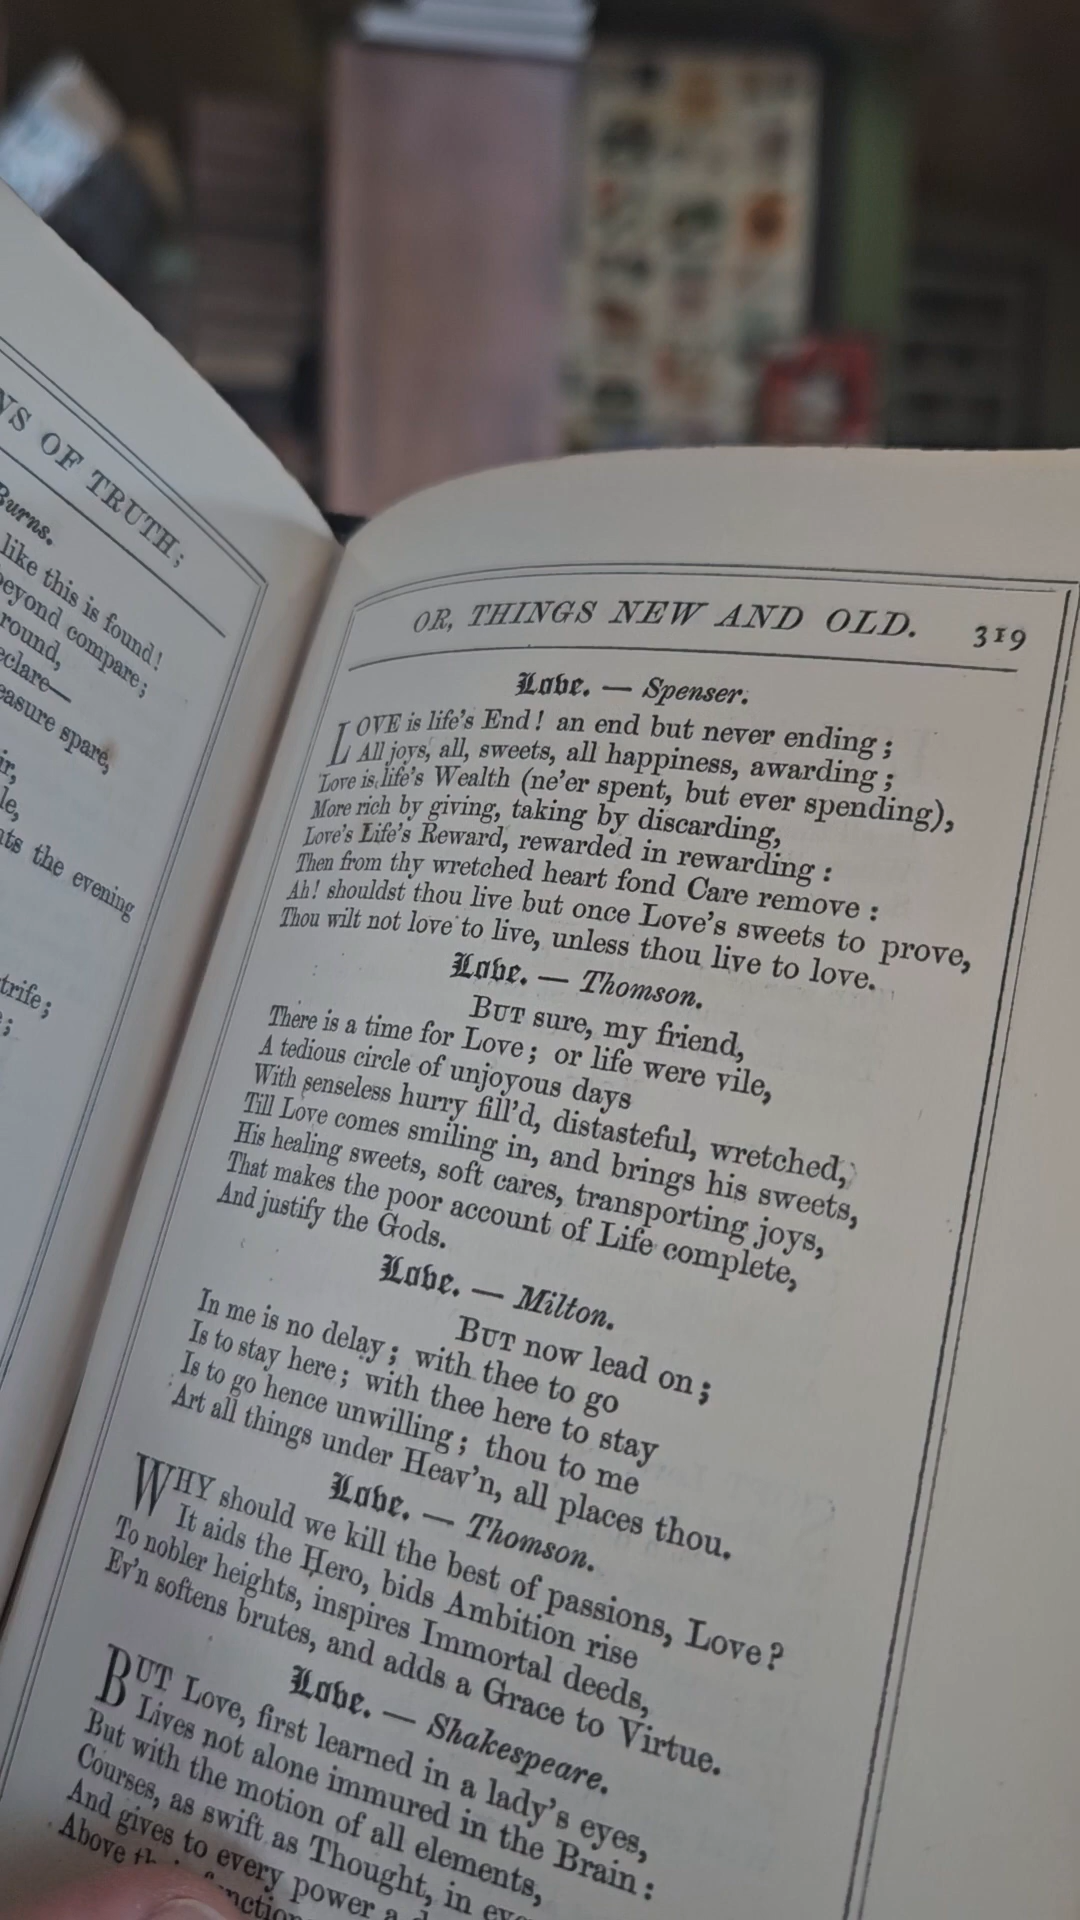 OF TRUTH;
Burns.
like this is found!
beyond compare;
round,
spare,
the evening
OR, THINGS NEW AND OLD. 319
Love. — Spenser.
LOVE is life's End! an end but never ending;
All joys, all, sweets, all happiness, awarding;
Love is life's Wealth (ne'er spent, but ever spending),
More rich by giving, taking by discarding,
Love's Life's Reward, rewarded in rewarding:
Then from thy wretched heart fond Care remove:
Ah! shouldst thou live but once Love's sweets to prove,
Thou wilt not love to live, unless thou live to love.
Love. — Thomson.
BUT sure, my friend,
There is a time for Love; or life were vile,
A tedious circle of unjoyous days
With senseless hurry fill'd, distasteful, wretched,
Till Love comes smiling in, and brings his sweets,
His healing sweets, soft cares, transporting joys,
That makes the poor account of Life complete,
And justify the Gods.
Love. — Milton.
BUT now lead on;
In me is no delay; with thee to go
Is to stay here; with thee here to stay
Is to go hence unwilling; thou to me
Art all things under Heav'n, all places thou.
Love. — Thomson.
WHY should we kill the best of passions, Love?
It aids the Hero, bids Ambition rise
To nobler heights, inspires Immortal deeds,
Ev'n softens brutes, and adds a Grace to Virtue.
Love. — Shakespeare.
BUT Love, first learned in a lady's eyes,
Lives not alone immured in the Brain:
But with the motion of all elements,
Courses, as swift as Thought, in
And gives to every power a
Above